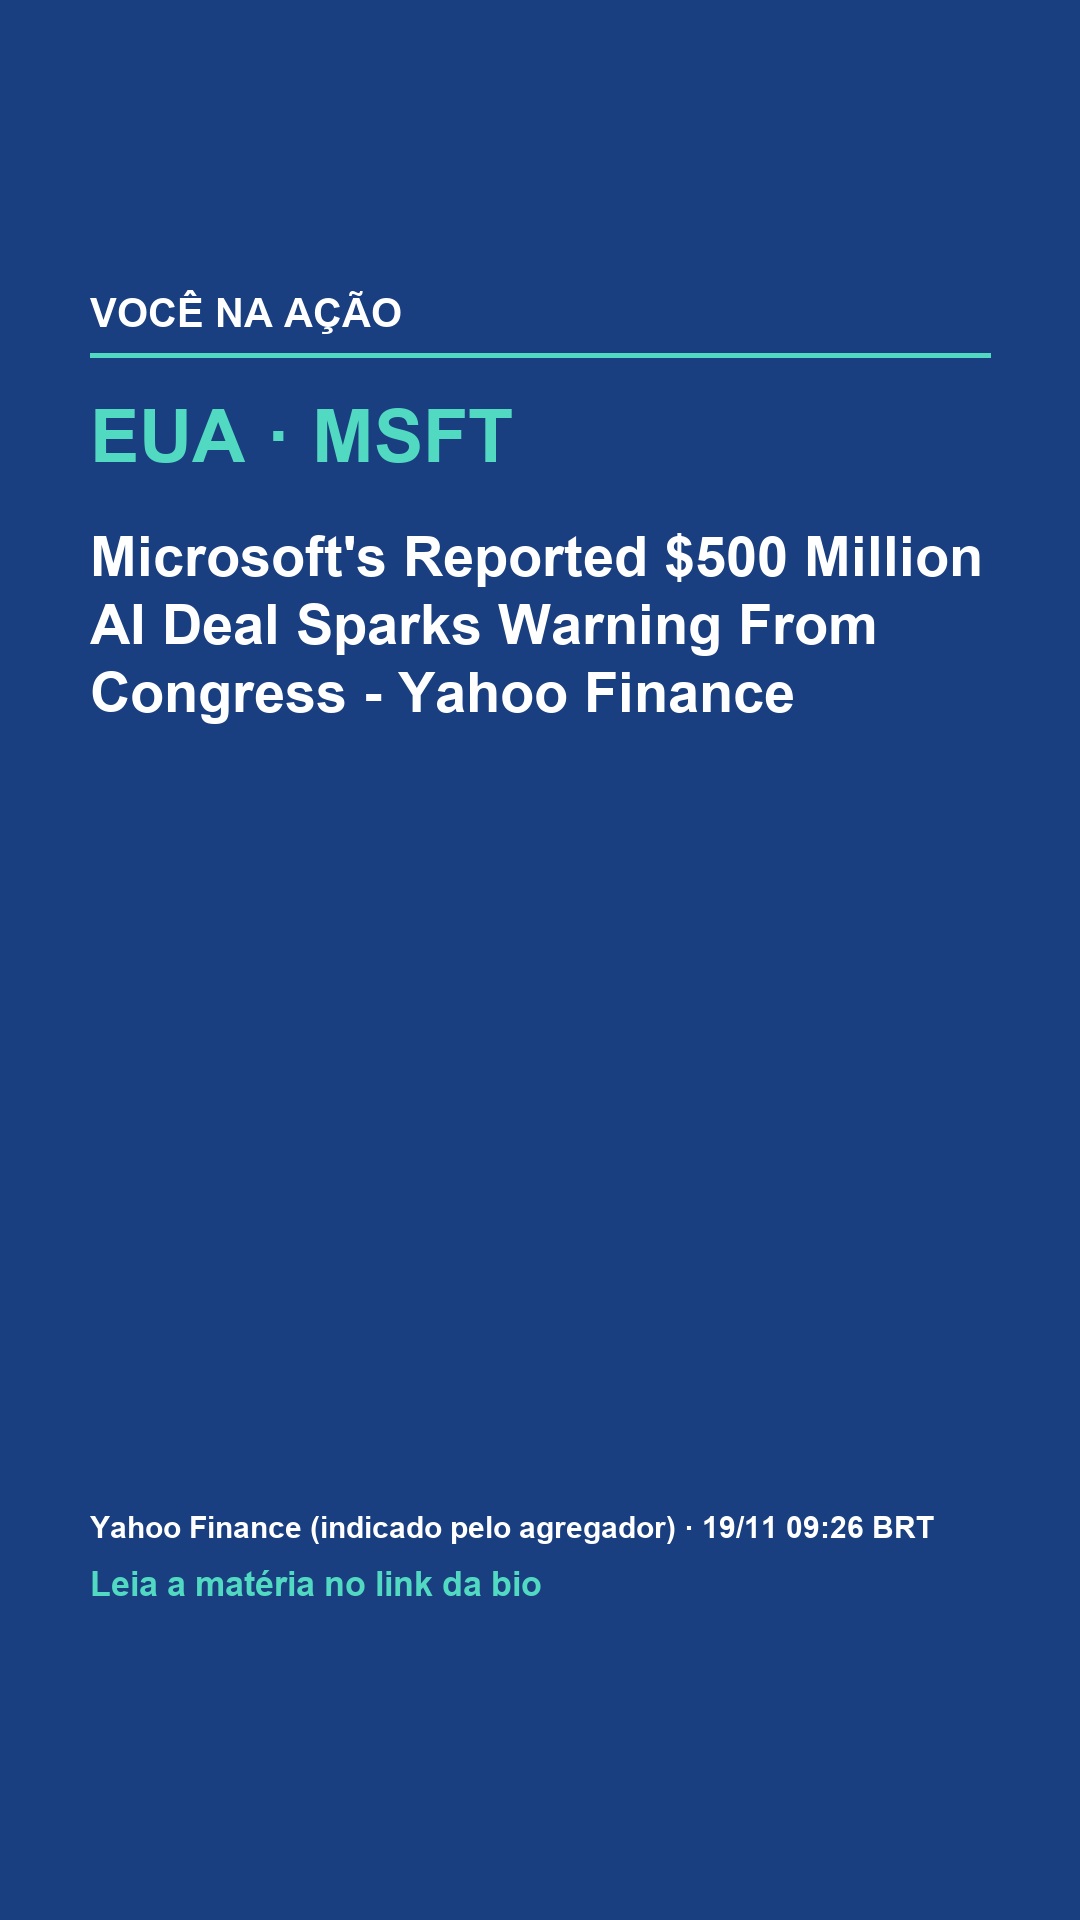 VOCÊ NA AÇÃO
EUA · MSFT
Microsoft's Reported $500 Million
AI Deal Sparks Warning From
Congress - Yahoo Finance
Yahoo Finance (indicado pelo agregador) · 19/11 09:26 BRT
Leia a matéria no link da bio